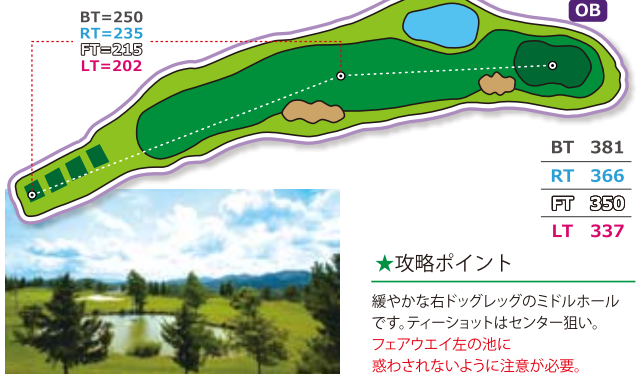 OB
BT=250
RT=235
FT=215
LT=202
BT 381
RT 366
FT 350
LT 337
★攻略ポイント
緩やかな右ドッグレッグのミドルホール
です。ティーショットはセンター狙い。
フェアウエイ左の池に
惑わされないように注意が必要。